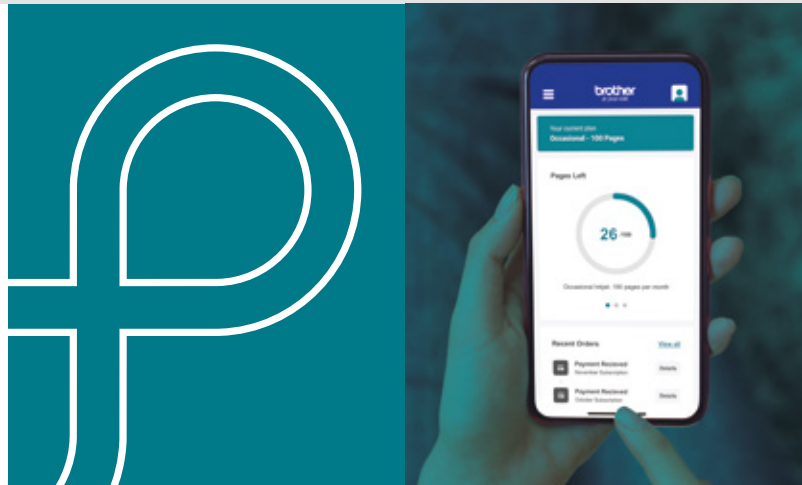 brother
at your side
Your current plan
Occasional - 100 Pages
Pages Left
26 /100
Occasional Inkjet: 100 pages per month
Recent Orders View all
Payment Recieved Details
November Subscription
Payment Recieved Details
October Subscription